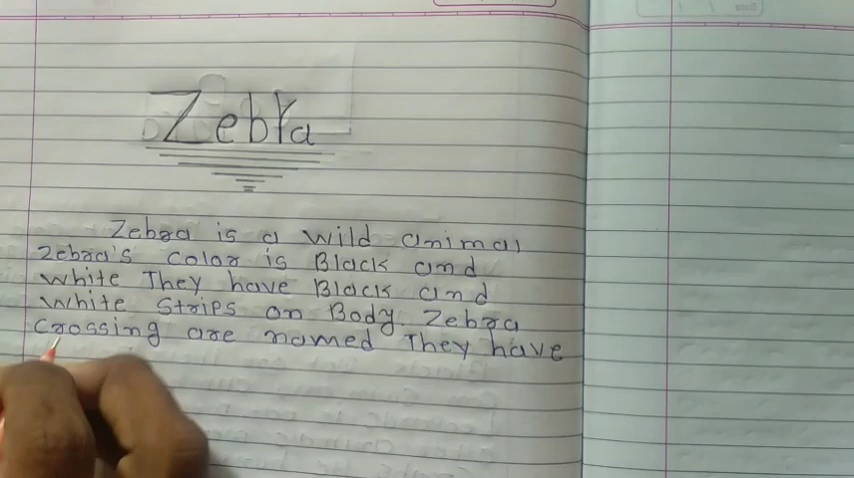 Zebra
Zebra is a wild animal
Zebra's color is Black and
white They have Black and
white Strips on Body. Zebra
crossing are named They have